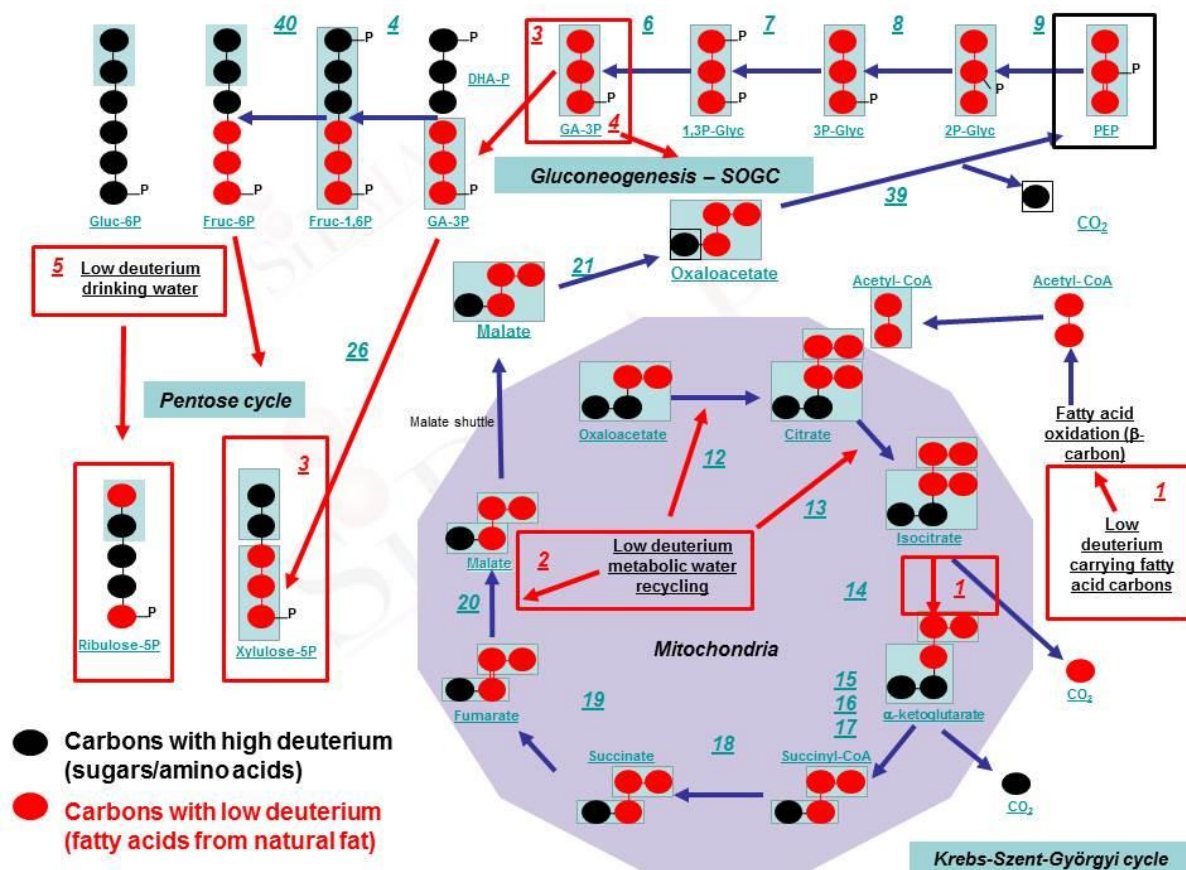 40
4
3
6
7
8
9
P
DHA-P
P
P
P
P
P
P
P
P
P
P
GA-3P
4
1,3P-Glyc
3P-Glyc
2P-Glyc
PEP
Gluc-6P
Fruc-6P
Fruc-1,6P
GA-3P
Gluconeogenesis – SOGC
39
CO₂
5
Low deuterium
drinking water
21
Oxaloacetate
Malate
Acetyl- CoA
Acetyl-CoA
26
Pentose cycle
Malate shuttle
Oxaloacetate
Citrate
12
Fatty acid
oxidation (β-
carbon)
3
13
Isocitrate
1
Low
deuterium
carrying fatty
acid carbons
Malate
2
Low deuterium
metabolic water
recycling
14
1
20
P
P
Ribulose-5P
Xylulose-5P
Mitochondria
15
16
17
α-ketoglutarate
CO₂
Fumarate
19
18
Succinate
Succinyl-CoA
CO₂
Carbons with high deuterium
(sugars/amino acids)
Carbons with low deuterium
(fatty acids from natural fat)
Krebs-Szent-Györgyi cycle